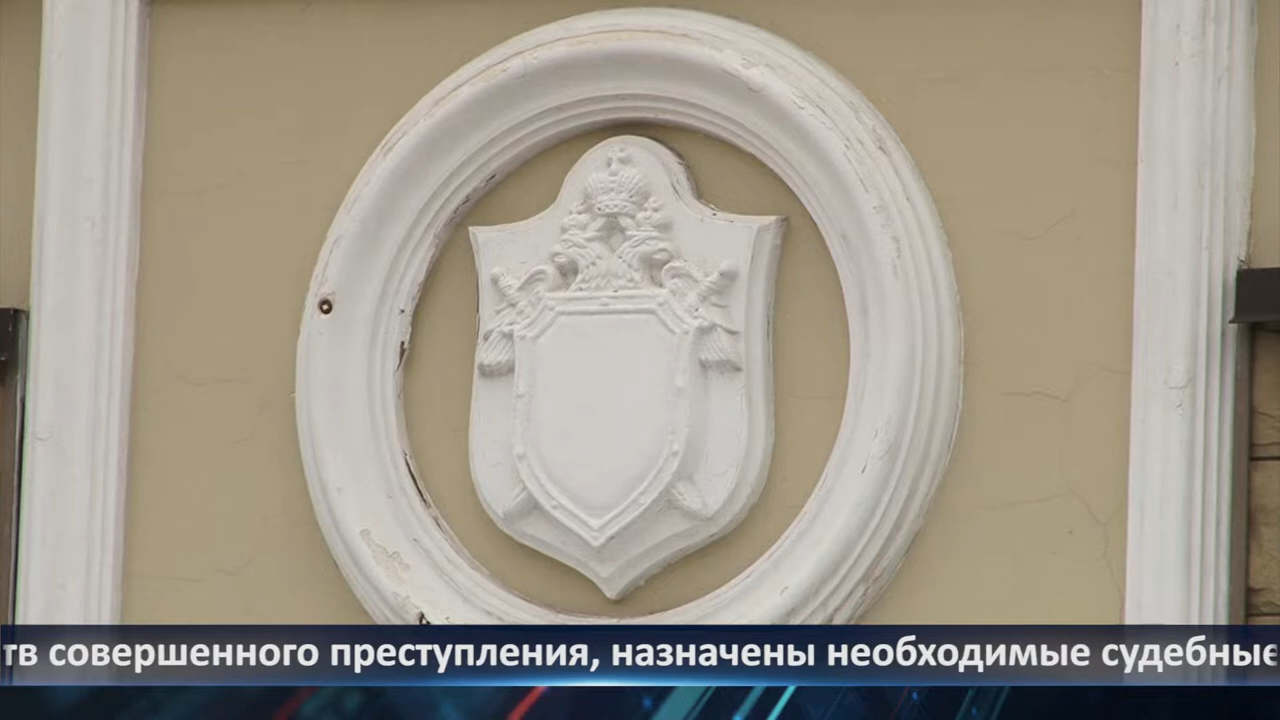 тв совершенного преступления, назначены необходимые судебные